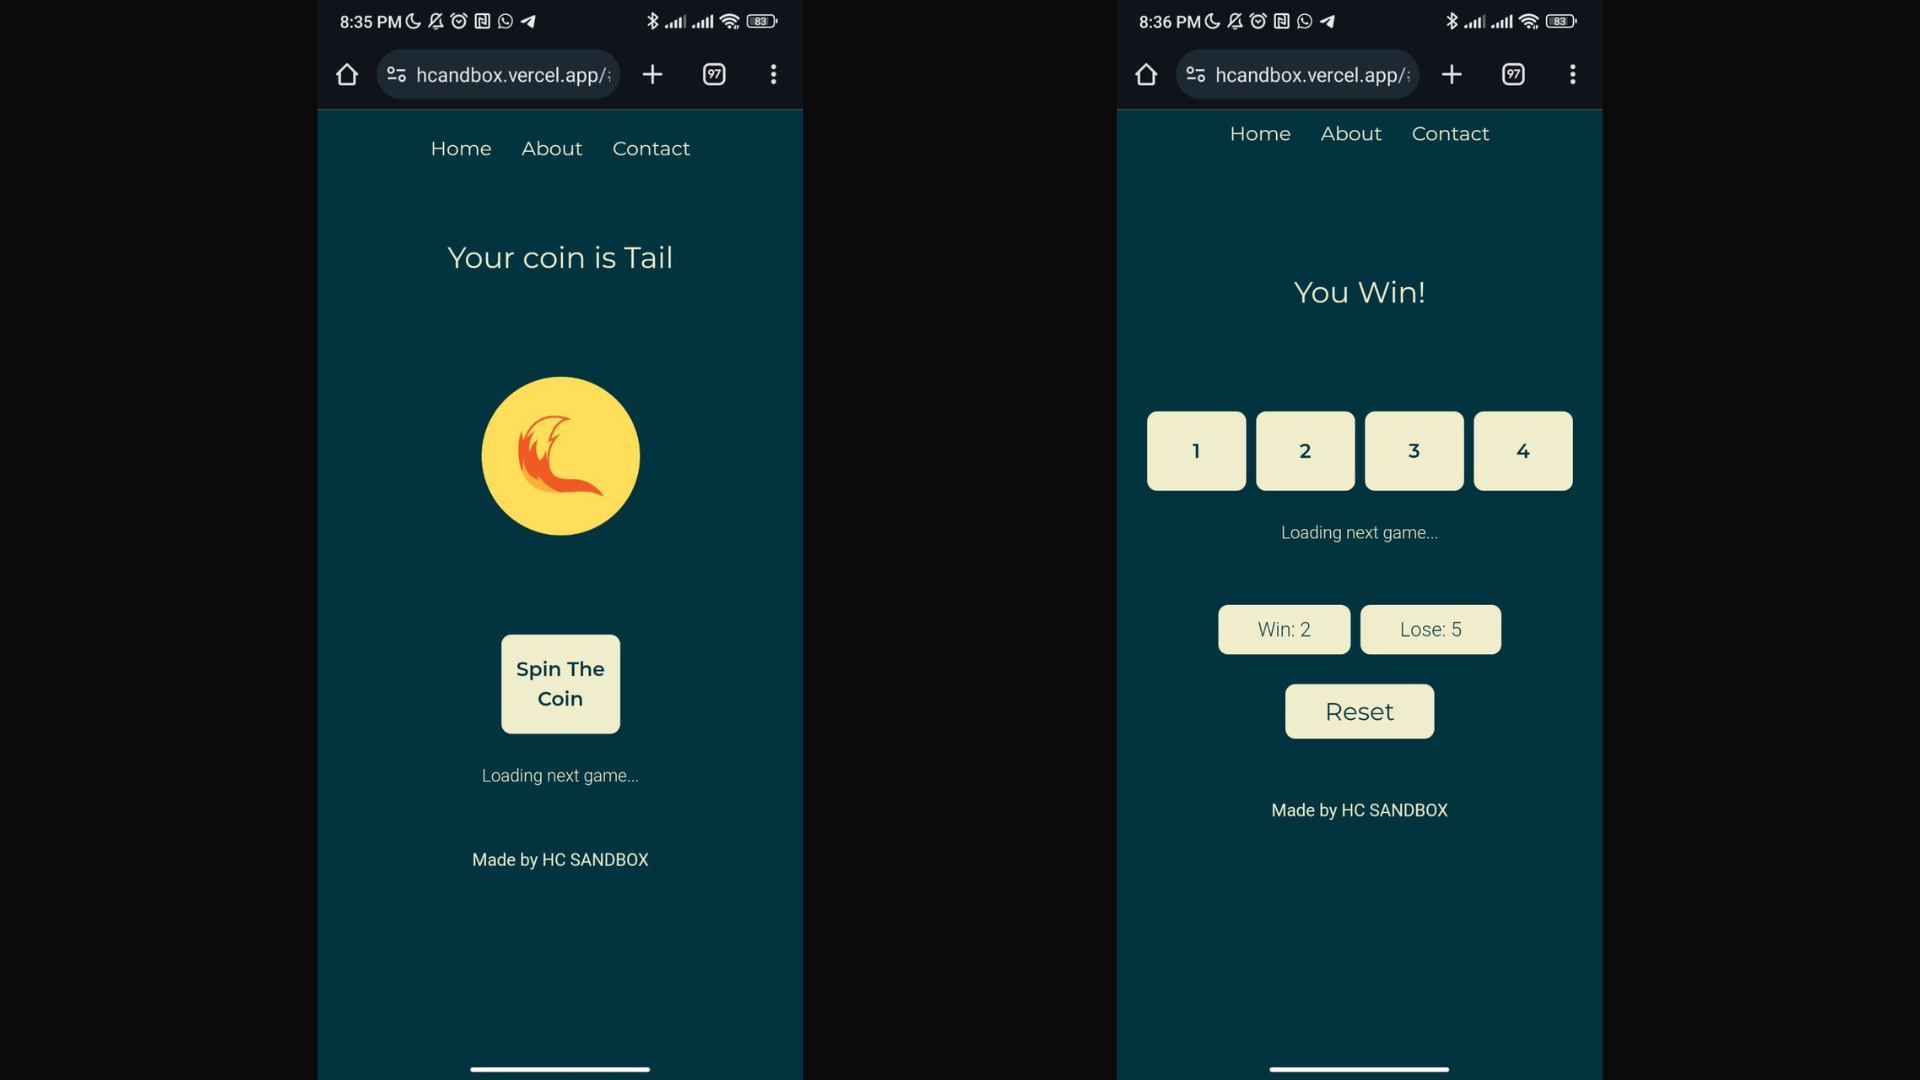 8:35 PM
83
hcandbox.vercel.app/
97
Home About Contact
Your coin is Tail
Spin The
Coin
Loading next game...
Made by HC SANDBOX
8:36 PM
83
hcandbox.vercel.app/
97
Home About Contact
You Win!
1 2 3 4
Loading next game...
Win: 2 Lose: 5
Reset
Made by HC SANDBOX